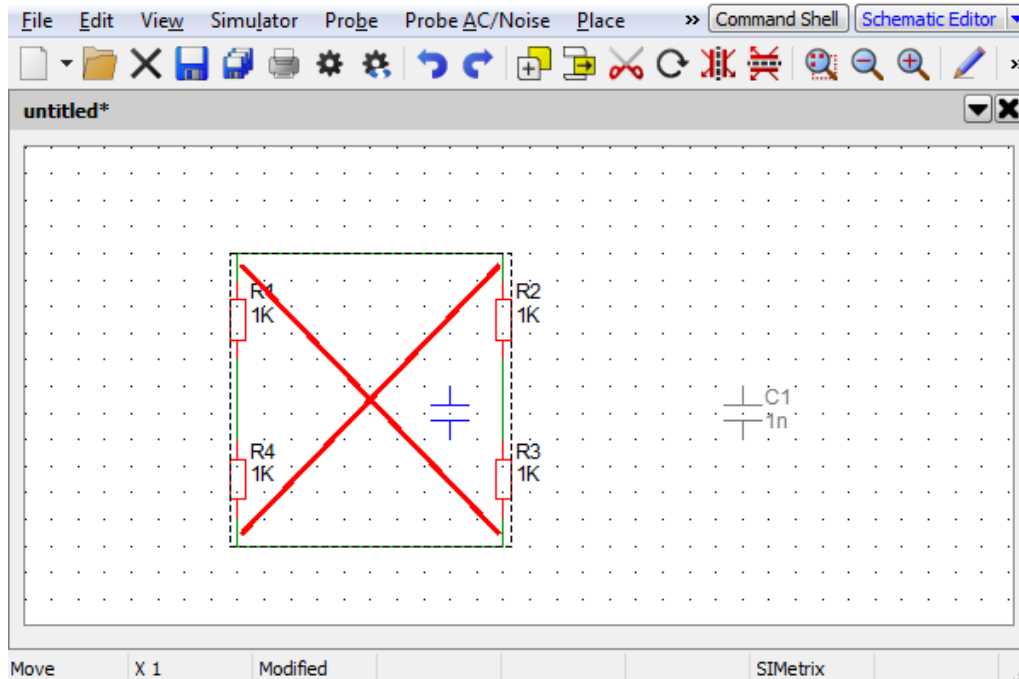 File Edit View Simulator Probe Probe AC/Noise Place » Command Shell Schematic Editor
»
untitled*
R1
1K
R2
1K
C1
1n
R4
1K
R3
1K
Move X 1 Modified SIMetrix